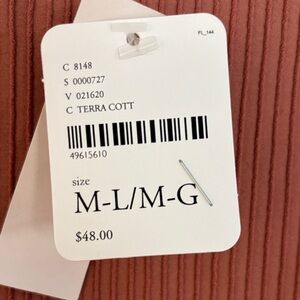 FL_144
C 8148
S 0000727
V 021620
C TERRA COTT
49615610
size
M-L/M-G
$48.00